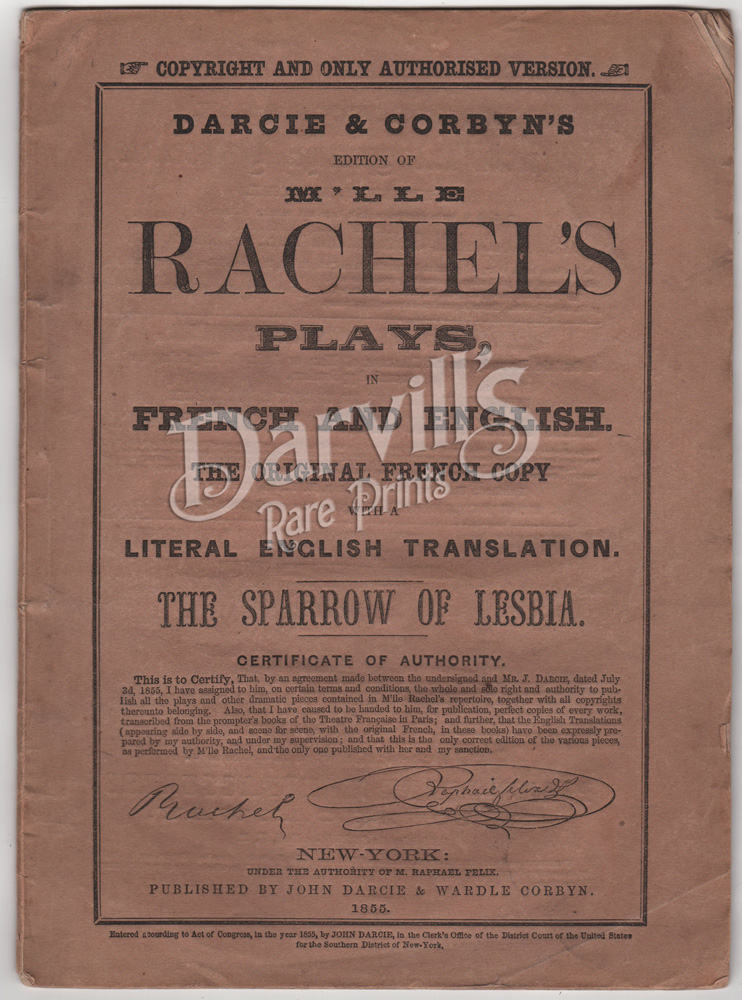 ☞ COPYRIGHT AND ONLY AUTHORISED VERSION. ☜
DARCIE & CORBYN'S
EDITION OF
M'LLE
RACHEL'S
PLAYS,
IN
FRENCH AND ENGLISH.
THE ORIGINAL FRENCH COPY
WITH A
LITERAL ENGLISH TRANSLATION.
THE SPARROW OF LESBIA.
CERTIFICATE OF AUTHORITY.
This is to Certify, That, by an agreement made between the undersigned and MR. J. DARCIE, dated July
3d, 1855, I have assigned to him, on certain terms and conditions, the whole and sole right and authority to pub-
lish all the plays and other dramatic pieces contained in M'lle Rachel's repertoire, together with all copyrights
thereunto belonging. Also, that I have caused to be handed to him, for publication, perfect copies of every work,
transcribed from the prompter's books of the Theatre Française in Paris; and further, that the English Translations
(appearing side by side, and scene for scene, with the original French, in these books) have been expressly pre-
pared by my authority, and under my supervision; and that this is the only correct edition of the various pieces,
as performed by M'lle Rachel, and the only one published with her and my sanction.
Rachel
Raphael Felix
NEW-YORK:
UNDER THE AUTHORITY OF M. RAPHAEL FELIX.
PUBLISHED BY JOHN DARCIE & WARDLE CORBYN.
1855.
Entered according to Act of Congress, in the year 1855, by JOHN DARCIE, in the Clerk's Office of the District Court of the United States
for the Southern District of New-York.
Darvill's
Rare Prints